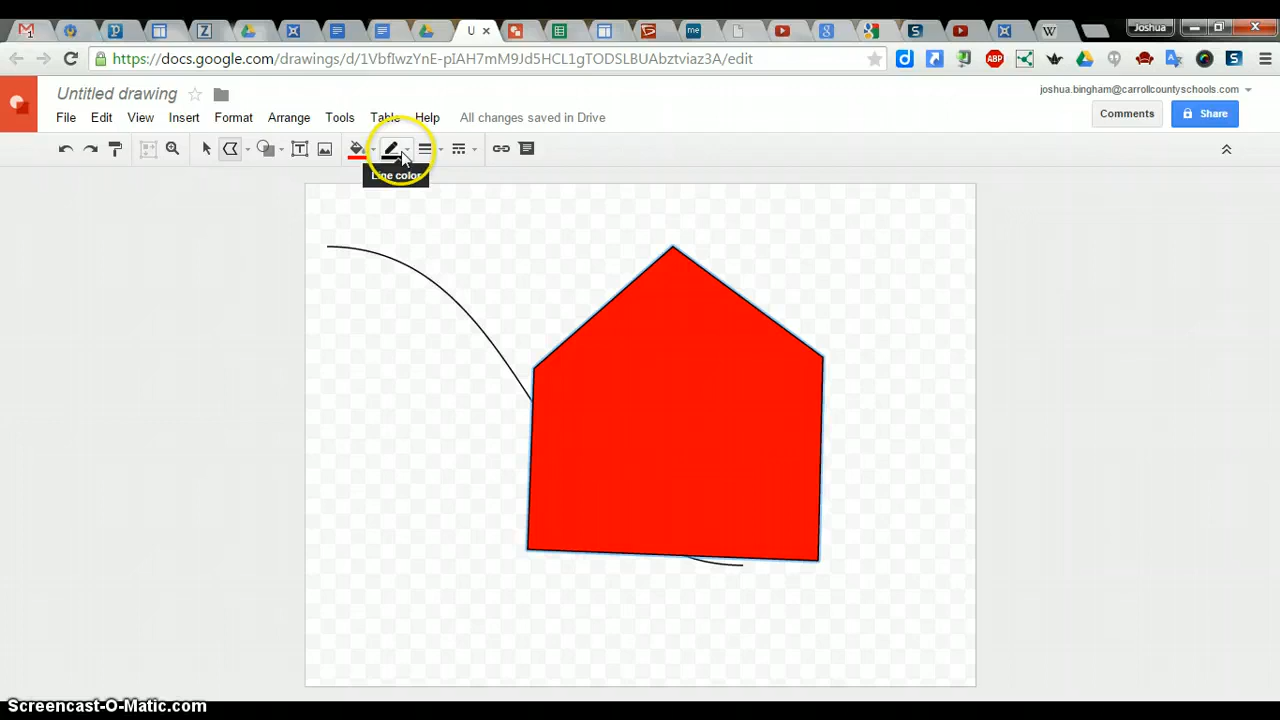 Joshua
https://docs.google.com/drawings/d/1VbfIwzYnE-pIAH7mM9Jd5HCL1gTODSLBUAbztviaz3A/edit
Untitled drawing
joshua.bingham@carrollcountyschools.com
File Edit View Insert Format Arrange Tools Table Help All changes saved in Drive
Comments
Share
Line color
Screencast-O-Matic.com